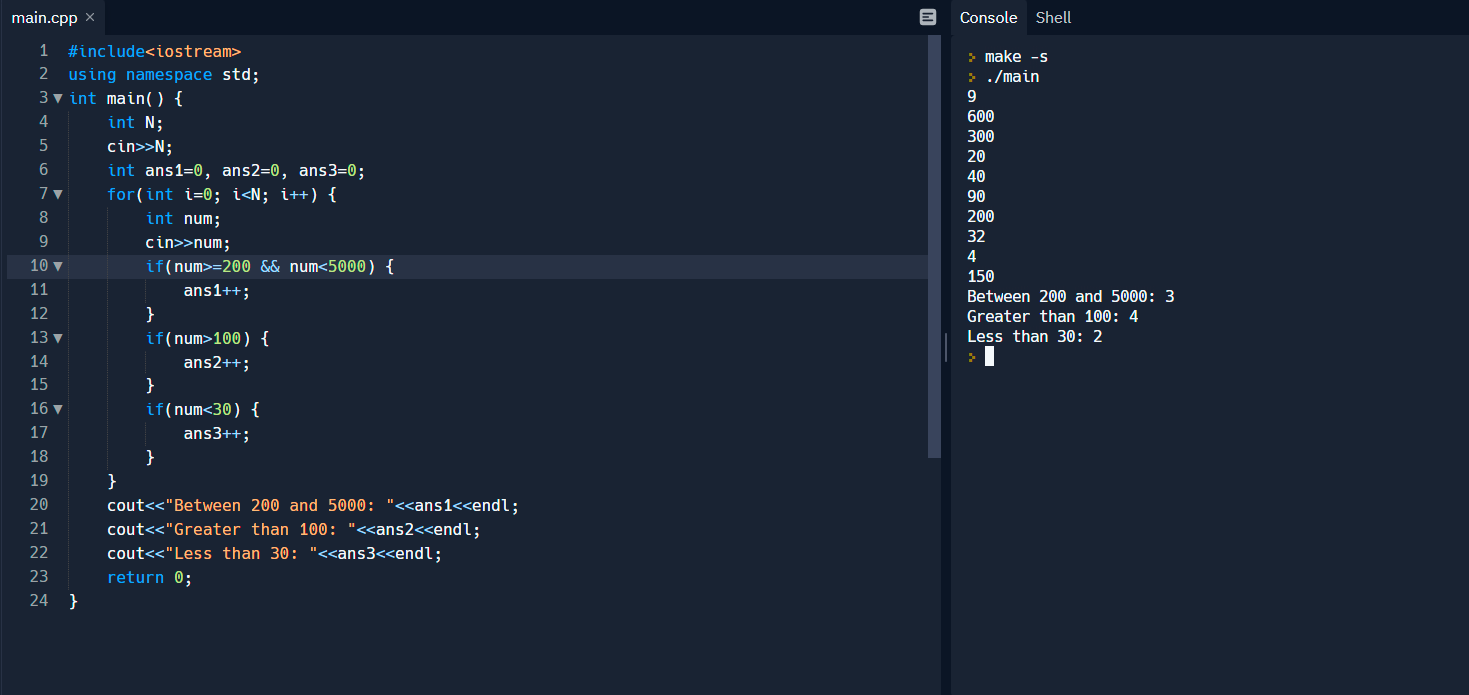 main.cpp ×
Console Shell
1 #include<iostream>
2 using namespace std;
3 int main() {
4 int N;
5 cin>>N;
6 int ans1=0, ans2=0, ans3=0;
7 for(int i=0; i<N; i++) {
8 int num;
9 cin>>num;
10 if(num>=200 && num<5000) {
11 ans1++;
12 }
13 if(num>100) {
14 ans2++;
15 }
16 if(num<30) {
17 ans3++;
18 }
19 }
20 cout<<"Between 200 and 5000: "<<ans1<<endl;
21 cout<<"Greater than 100: "<<ans2<<endl;
22 cout<<"Less than 30: "<<ans3<<endl;
23 return 0;
24 }
make -s
./main
9
600
300
20
40
90
200
32
4
150
Between 200 and 5000: 3
Greater than 100: 4
Less than 30: 2